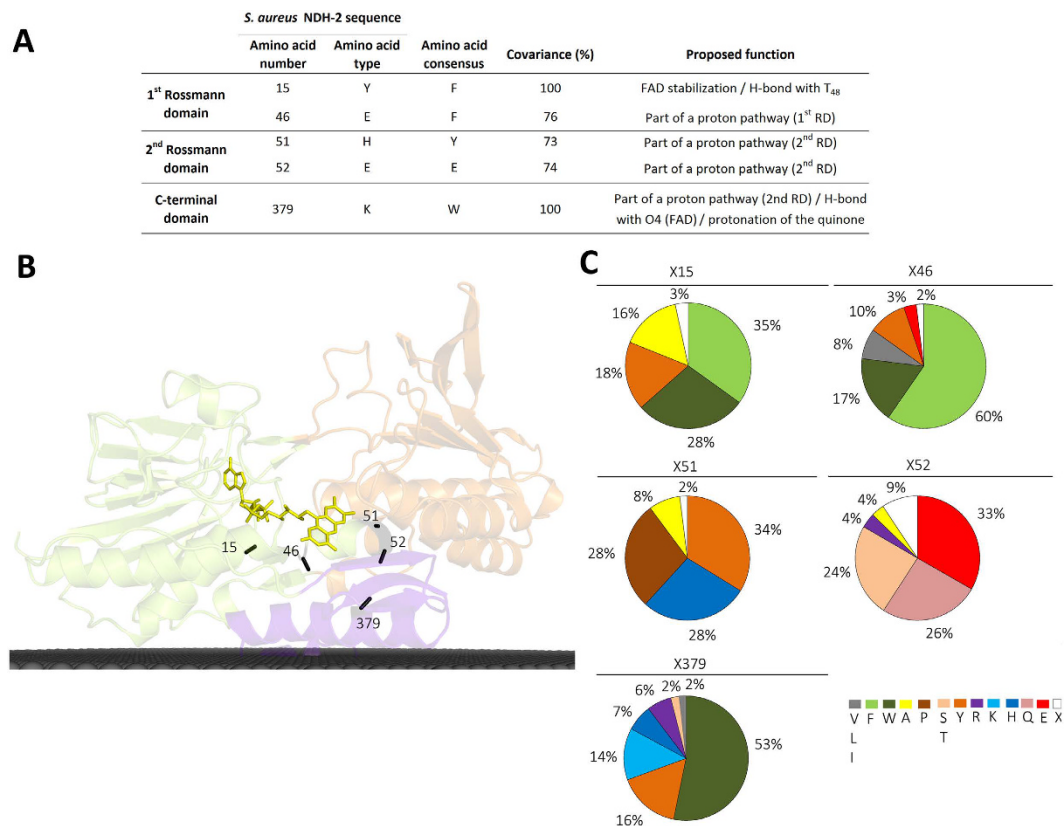 A
S. aureus NDH-2 sequence
Amino acid number Amino acid type Amino acid consensus Covariance (%) Proposed function
1st Rossmann domain
15 Y F 100 FAD stabilization / H-bond with T48
46 E F 76 Part of a proton pathway (1st RD)
2nd Rossmann domain
51 H Y 73 Part of a proton pathway (2nd RD)
52 E E 74 Part of a proton pathway (2nd RD)
C-terminal domain
379 K W 100 Part of a proton pathway (2nd RD) / H-bond
with O4 (FAD) / protonation of the quinone
B
15
46
51
52
379
C
X15
3%
16%
35%
18%
28%
X46
3% 2%
10%
8%
17%
60%
X51
2%
8%
34%
28%
28%
X52
9%
4%
4%
33%
24%
26%
X379
2% 2%
6%
7%
53%
14%
16%
V F W A P S Y R K H Q E X
L T
I